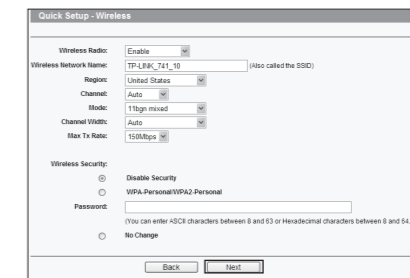 Quick Setup - Wireless
Wireless Radio: Enable
Wireless Network Name: TP-LINK_741_10 (Also called the SSID)
Region: United States
Channel: Auto
Mode: 11bgn mixed
Channel Width: Auto
Max Tx Rate: 150Mbps
Wireless Security:
Disable Security
WPA-Personal/WPA2-Personal
Password:
(You can enter ASCII characters between 8 and 63 or Hexadecimal characters between 8 and 64.
No Change
Back Next